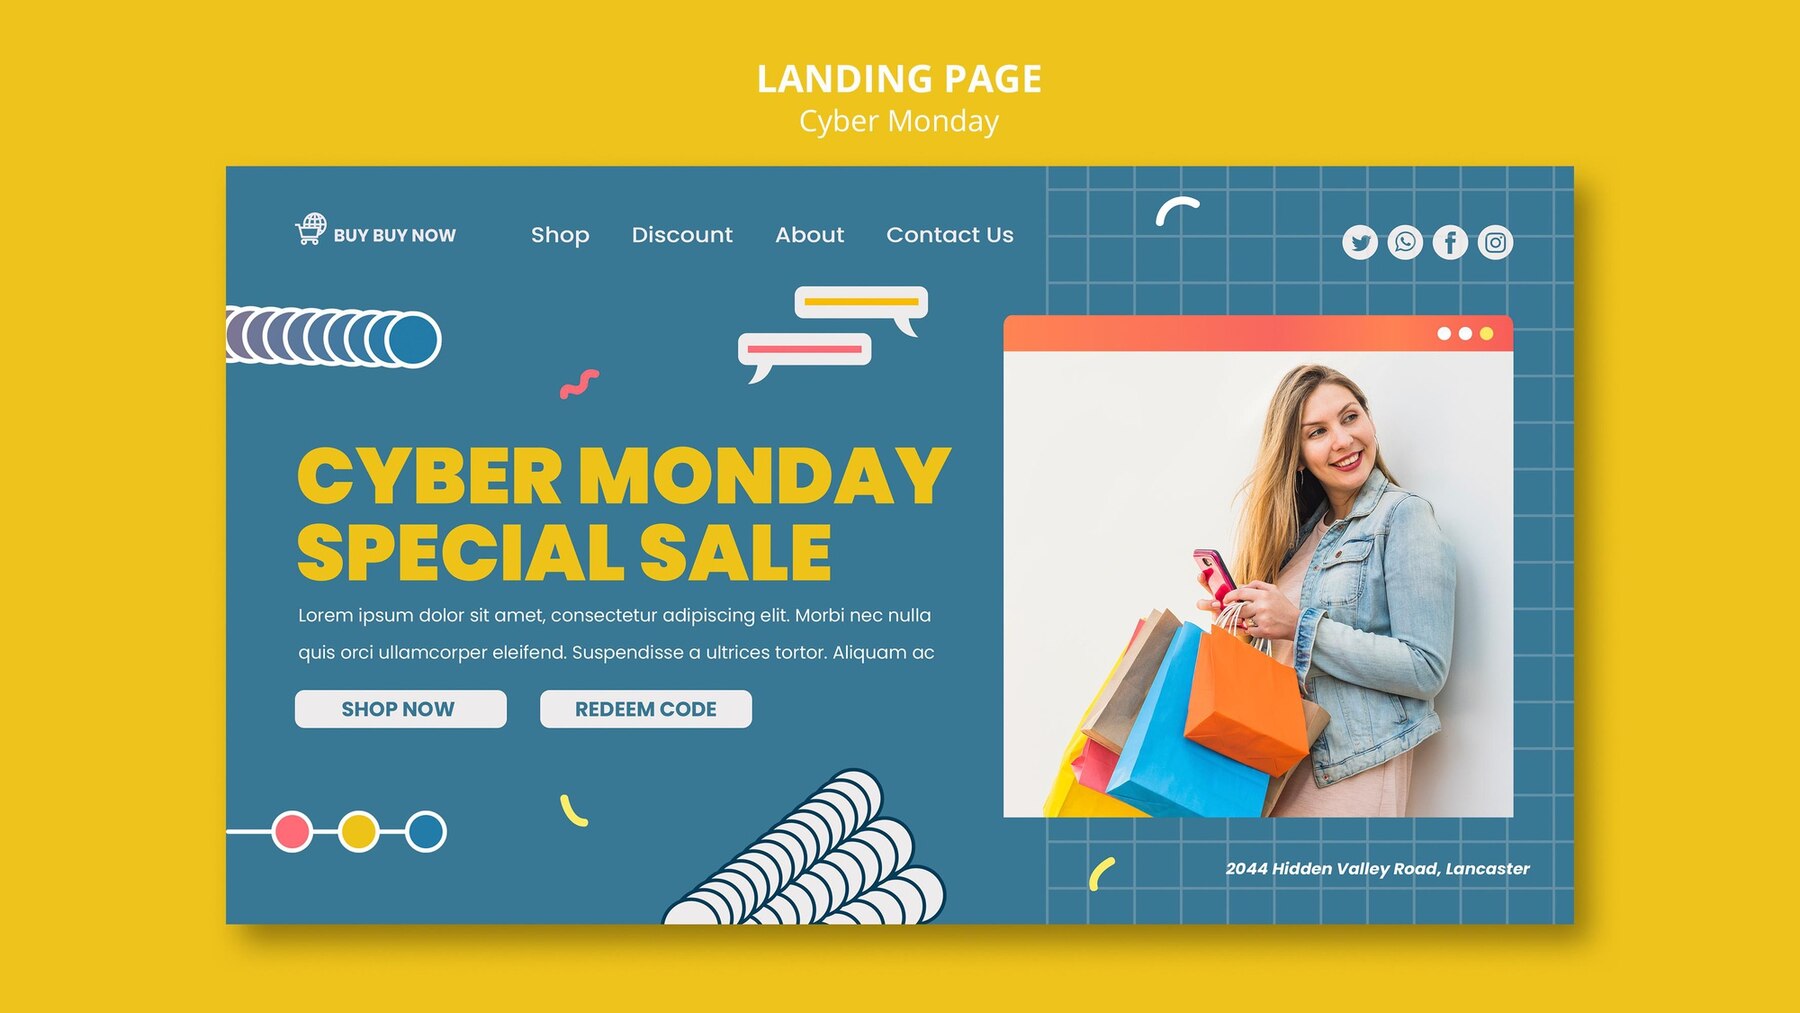 LANDING PAGE
Cyber Monday
BUY BUY NOW
Shop
Discount
About
Contact Us
CYBER MONDAY
SPECIAL SALE
Lorem ipsum dolor sit amet, consectetur adipiscing elit. Morbi nec nulla
quis orci ullamcorper eleifend. Suspendisse a ultrices tortor. Aliquam ac
SHOP NOW
REDEEM CODE
2044 Hidden Valley Road, Lancaster